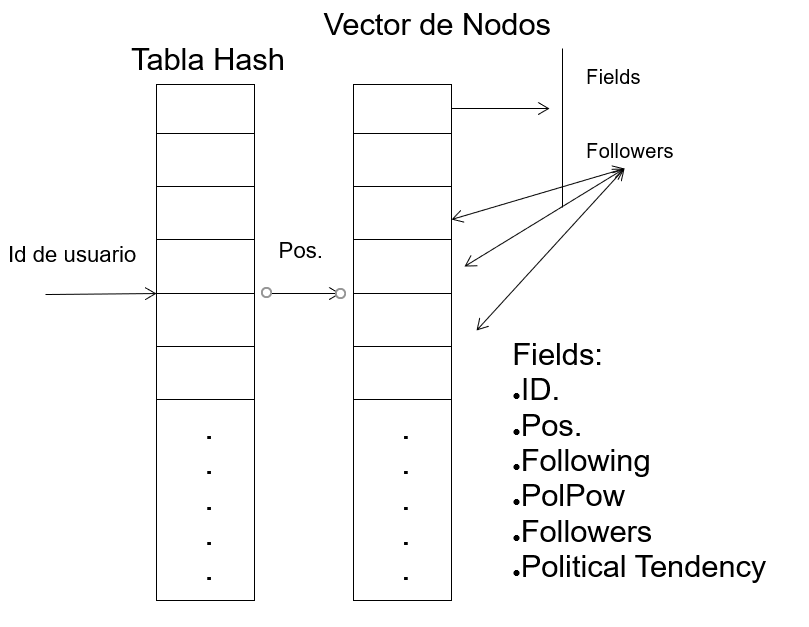 Vector de Nodos
Tabla Hash
Fields
Followers
Id de usuario
Pos.
Fields:
•ID.
•Pos.
•Following
•PolPow
•Followers
•Political Tendency